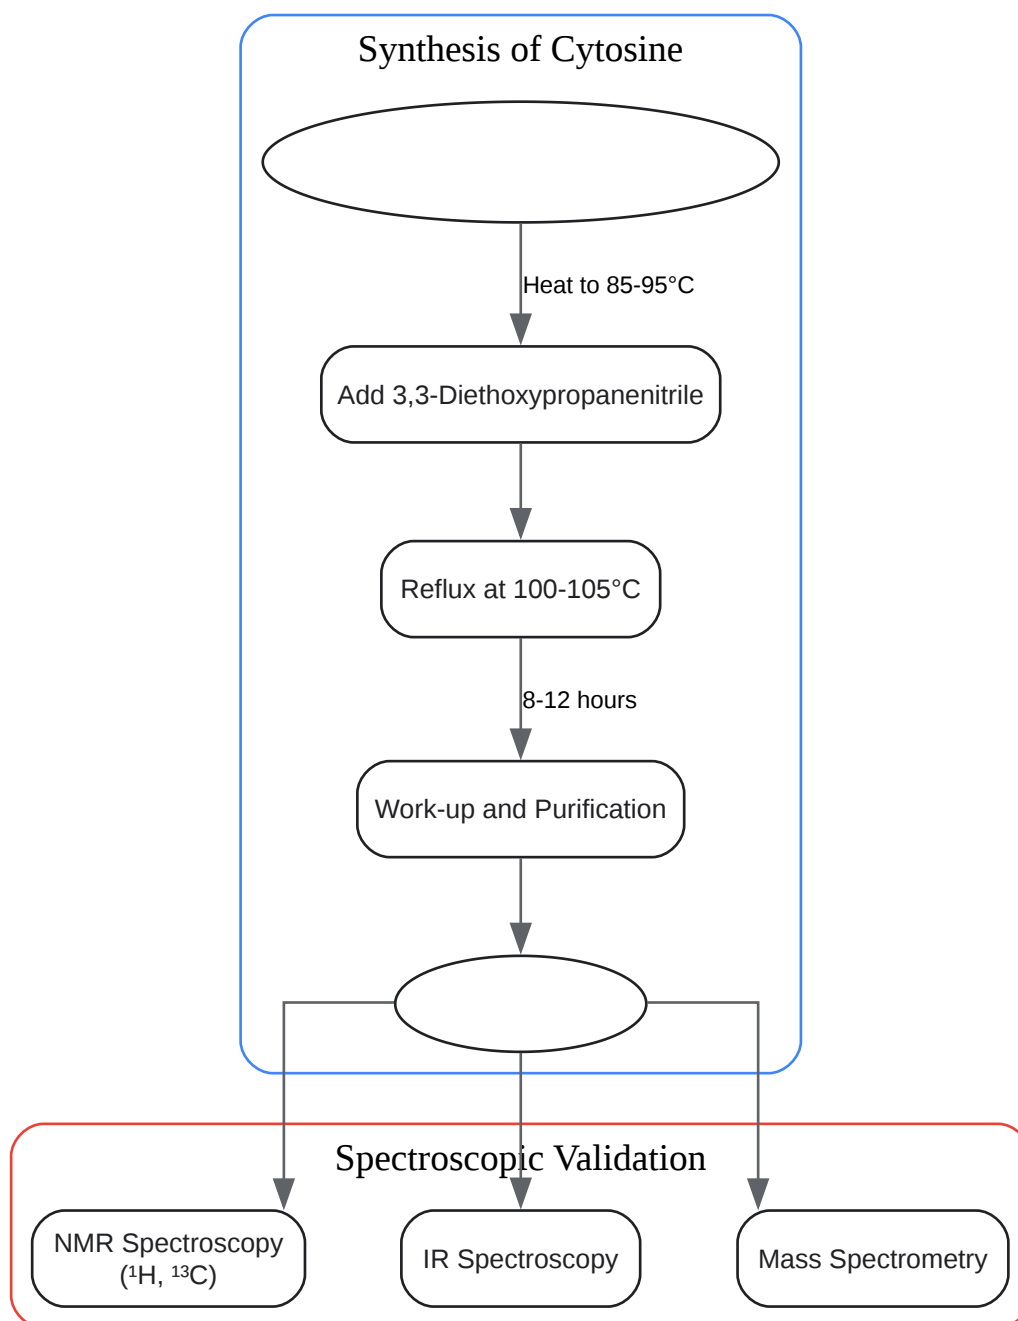 Synthesis of Cytosine
Heat to 85-95°C
Add 3,3-Diethoxypropanenitrile
Reflux at 100-105°C
8-12 hours
Work-up and Purification
Spectroscopic Validation
NMR Spectroscopy
(¹H, ¹³C)
IR Spectroscopy
Mass Spectrometry